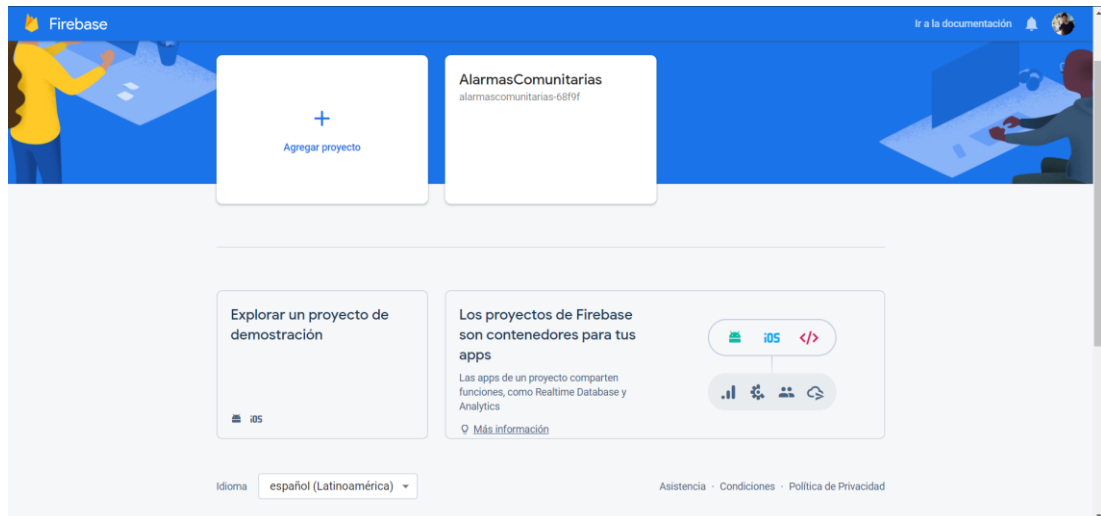 Firebase
Ir a la documentación
Agregar proyecto
AlarmasComunitarias
alarmascomunitarias-68f9f
Explorar un proyecto de
demostración
iOS
Los proyectos de Firebase
son contenedores para tus
apps
Las apps de un proyecto comparten
funciones, como Realtime Database y
Analytics
Más información
iOS
Idioma
español (Latinoamérica)
Asistencia · Condiciones · Política de Privacidad